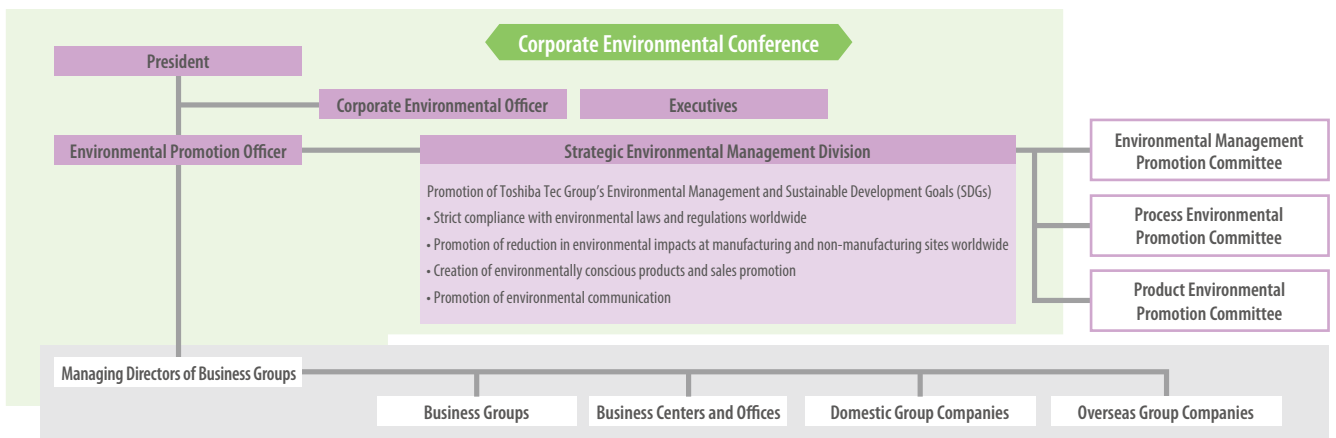 Corporate Environmental Conference
President
Corporate Environmental Officer
Executives
Environmental Promotion Officer
Strategic Environmental Management Division
Promotion of Toshiba Tec Group's Environmental Management and Sustainable Development Goals (SDGs)
• Strict compliance with environmental laws and regulations worldwide
• Promotion of reduction in environmental impacts at manufacturing and non-manufacturing sites worldwide
• Creation of environmentally conscious products and sales promotion
• Promotion of environmental communication
Environmental Management
Promotion Committee
Process Environmental
Promotion Committee
Product Environmental
Promotion Committee
Managing Directors of Business Groups
Business Groups
Business Centers and Offices
Domestic Group Companies
Overseas Group Companies